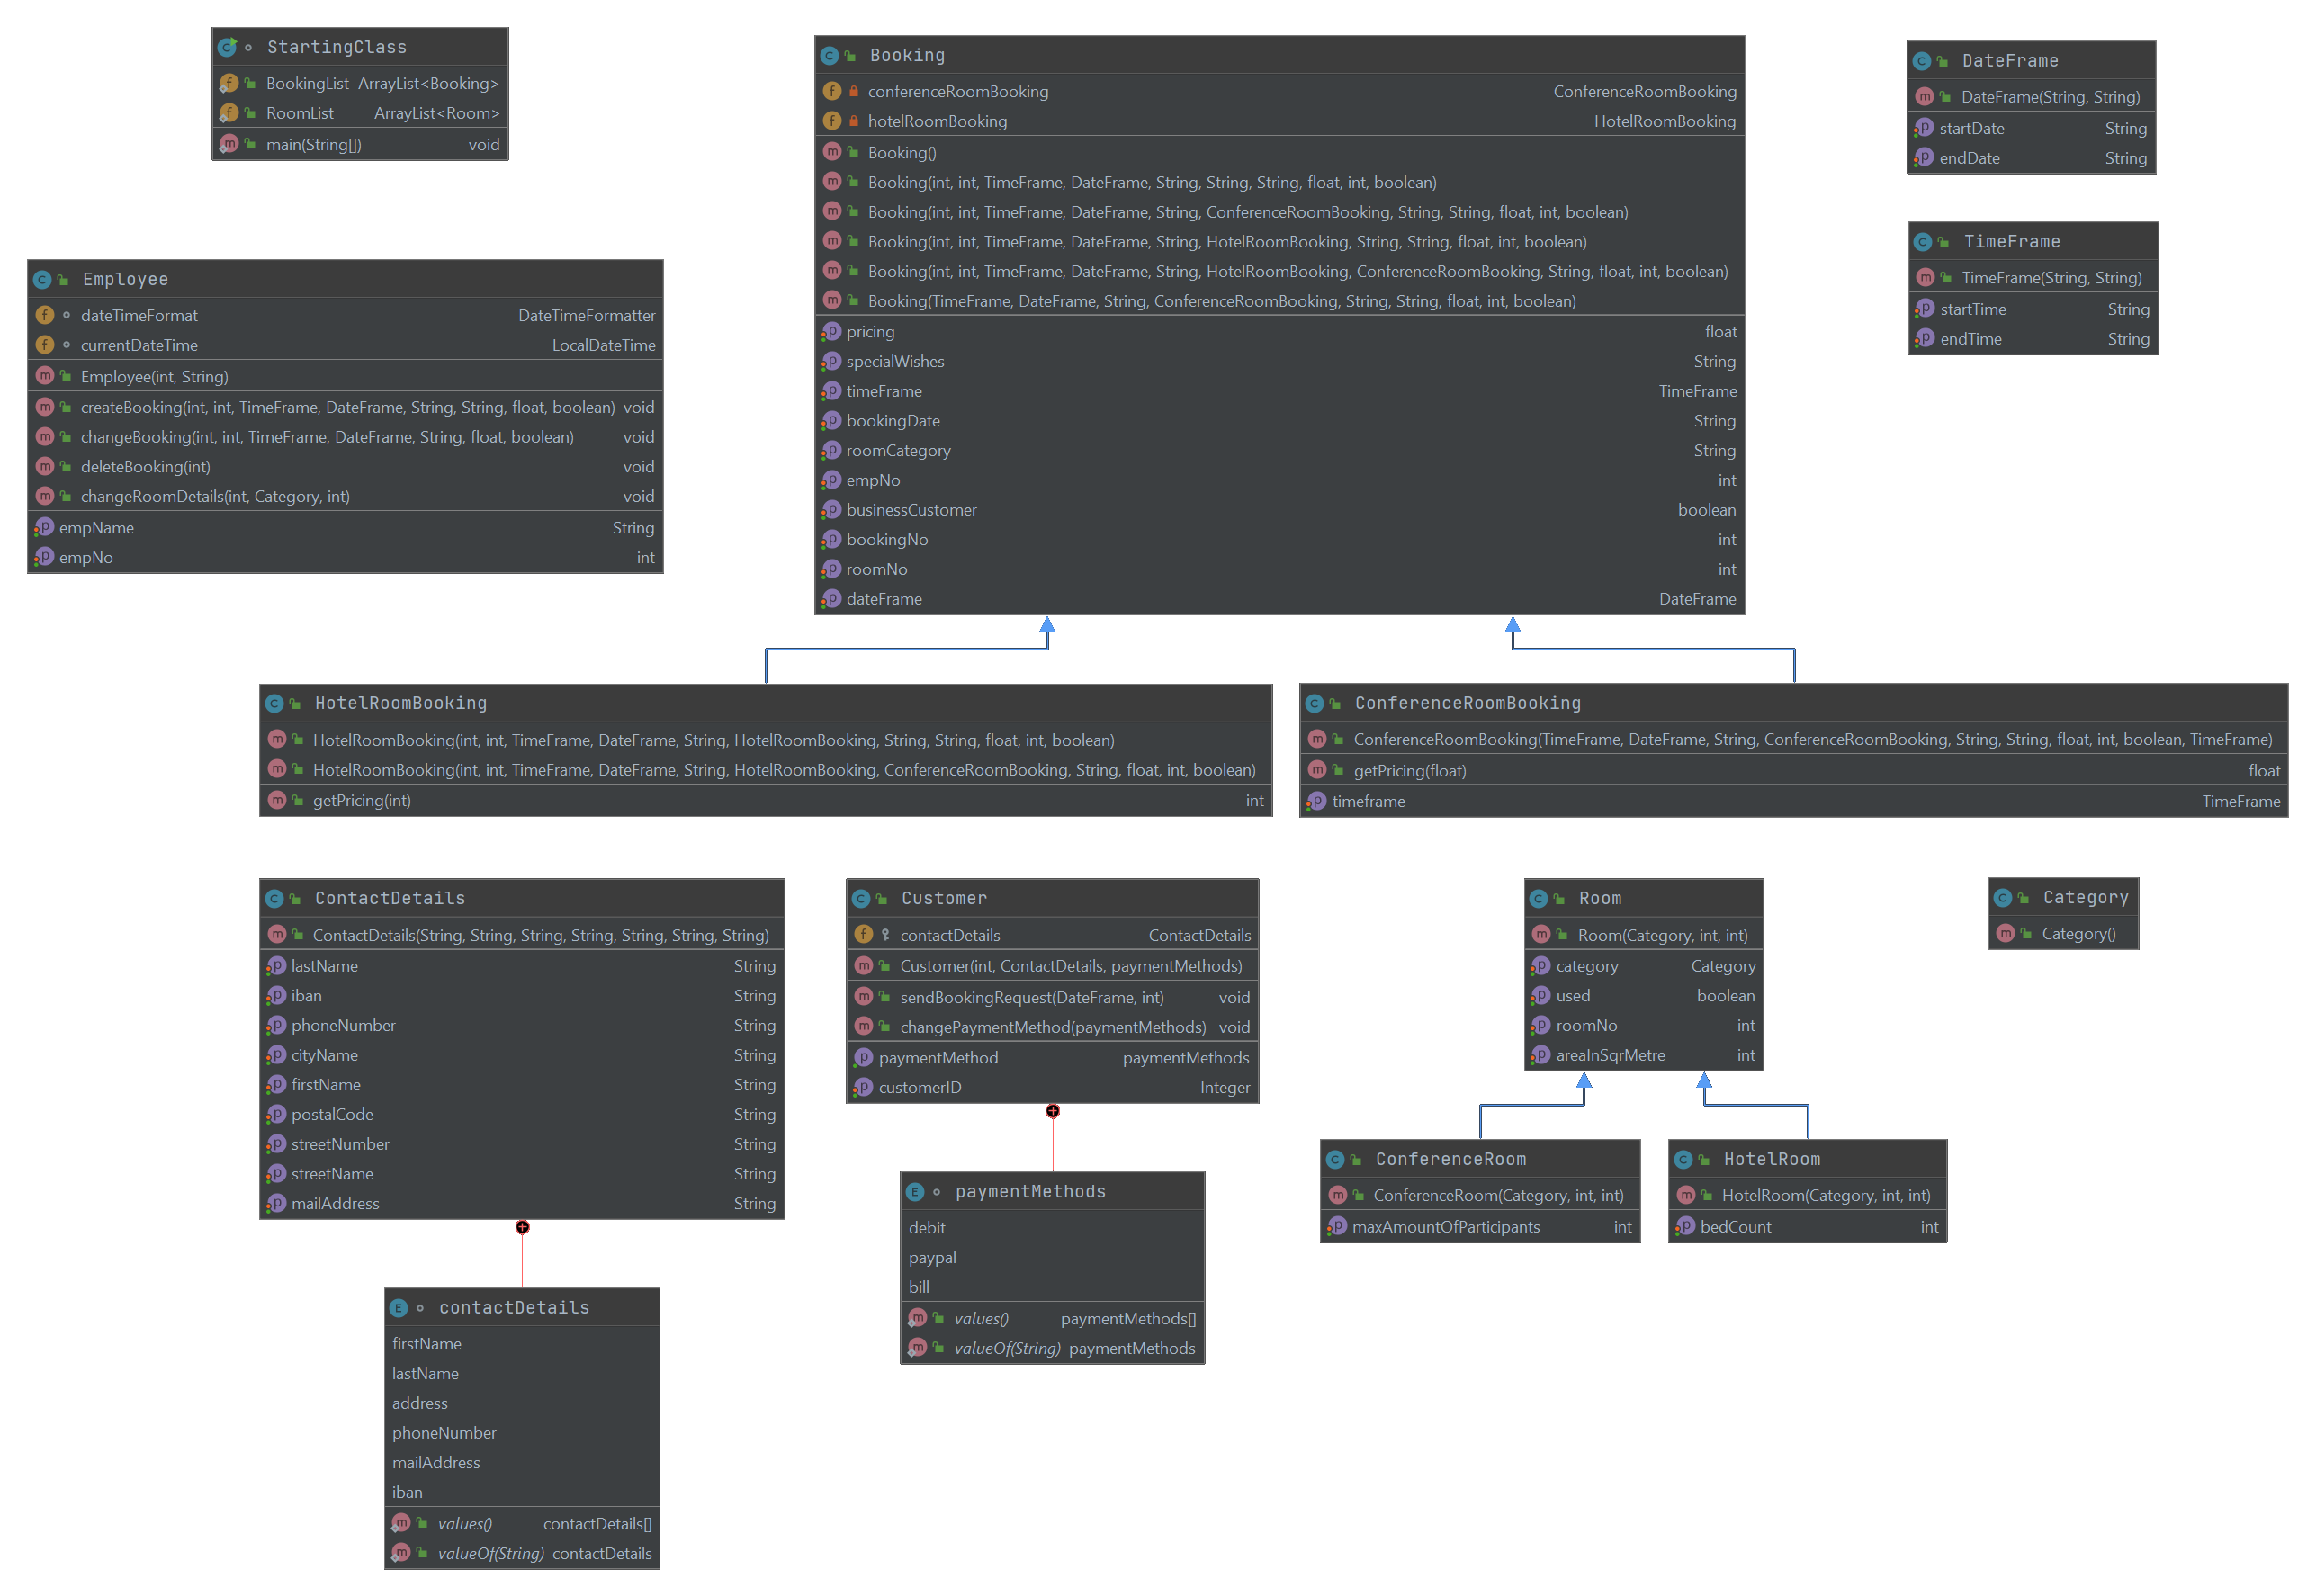 StartingClass
BookingList ArrayList<Booking>
RoomList ArrayList<Room>
main(String[]) void
Booking
conferenceRoomBooking ConferenceRoomBooking
hotelRoomBooking HotelRoomBooking
Booking()
Booking(int, int, TimeFrame, DateFrame, String, String, String, float, int, boolean)
Booking(int, int, TimeFrame, DateFrame, String, ConferenceRoomBooking, String, String, float, int, boolean)
Booking(int, int, TimeFrame, DateFrame, String, HotelRoomBooking, String, String, float, int, boolean)
Booking(int, int, TimeFrame, DateFrame, String, HotelRoomBooking, ConferenceRoomBooking, String, float, int, boolean)
Booking(TimeFrame, DateFrame, String, ConferenceRoomBooking, String, String, float, int, boolean)
pricing float
specialWishes String
timeFrame TimeFrame
bookingDate String
roomCategory String
empNo int
businessCustomer boolean
bookingNo int
roomNo int
dateFrame DateFrame
DateFrame
DateFrame(String, String)
startDate String
endDate String
TimeFrame
TimeFrame(String, String)
startTime String
endTime String
Employee
dateTimeFormat DateTimeFormatter
currentDateTime LocalDateTime
Employee(int, String)
createBooking(int, int, TimeFrame, DateFrame, String, String, float, boolean) void
changeBooking(int, int, TimeFrame, DateFrame, String, float, boolean) void
deleteBooking(int) void
changeRoomDetails(int, Category, int) void
empName String
empNo int
HotelRoomBooking
HotelRoomBooking(int, int, TimeFrame, DateFrame, String, HotelRoomBooking, String, String, float, int, boolean)
HotelRoomBooking(int, int, TimeFrame, DateFrame, String, HotelRoomBooking, ConferenceRoomBooking, String, float, int, boolean)
getPricing(int) int
ConferenceRoomBooking
ConferenceRoomBooking(TimeFrame, DateFrame, String, ConferenceRoomBooking, String, String, float, int, boolean, TimeFrame)
getPricing(float) float
timeframe TimeFrame
ContactDetails
ContactDetails(String, String, String, String, String, String, String)
lastName String
iban String
phoneNumber String
cityName String
firstName String
postalCode String
streetNumber String
streetName String
mailAddress String
Customer
contactDetails ContactDetails
Customer(int, ContactDetails, paymentMethods)
sendBookingRequest(DateFrame, int) void
changePaymentMethod(paymentMethods) void
paymentMethod paymentMethods
customerID Integer
Room
Room(Category, int, int)
category Category
used boolean
roomNo int
areaInSqrMetre int
Category
Category()
ConferenceRoom
ConferenceRoom(Category, int, int)
maxAmountOfParticipants int
HotelRoom
HotelRoom(Category, int, int)
bedCount int
paymentMethods
debit
paypal
bill
values() paymentMethods[]
valueOf(String) paymentMethods
contactDetails
firstName
lastName
address
phoneNumber
mailAddress
iban
values() contactDetails[]
valueOf(String) contactDetails